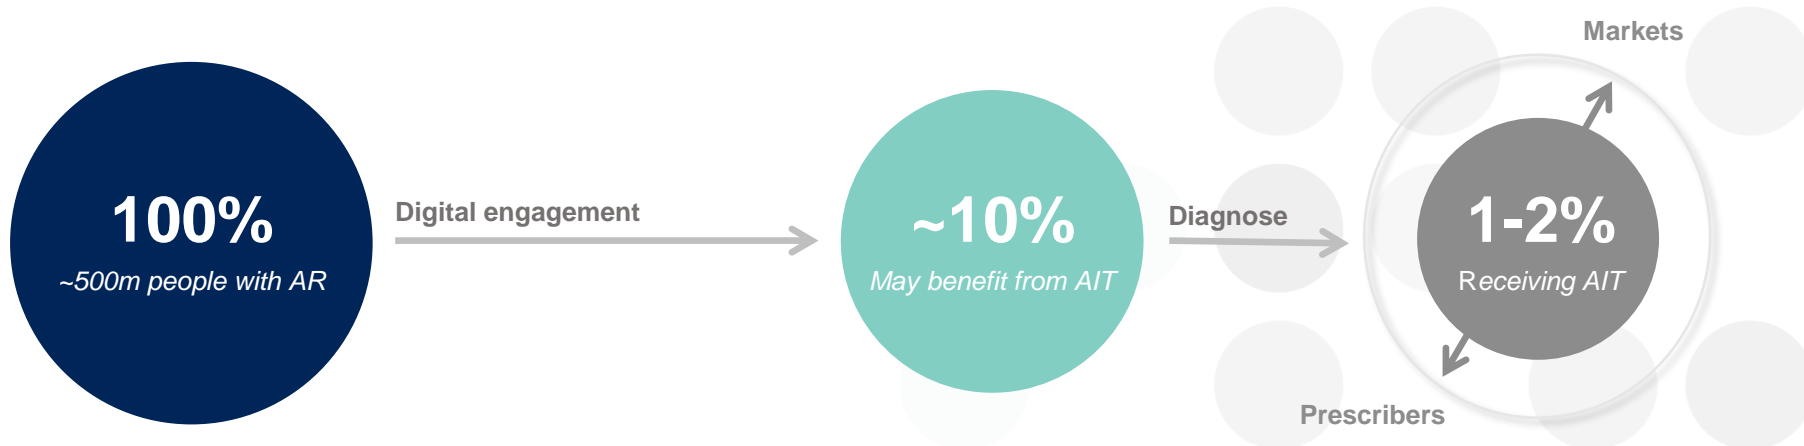 100%
~500m people with AR
Digital engagement
~10%
May benefit from AIT
Diagnose
Markets
1-2%
Receiving AIT
Prescribers